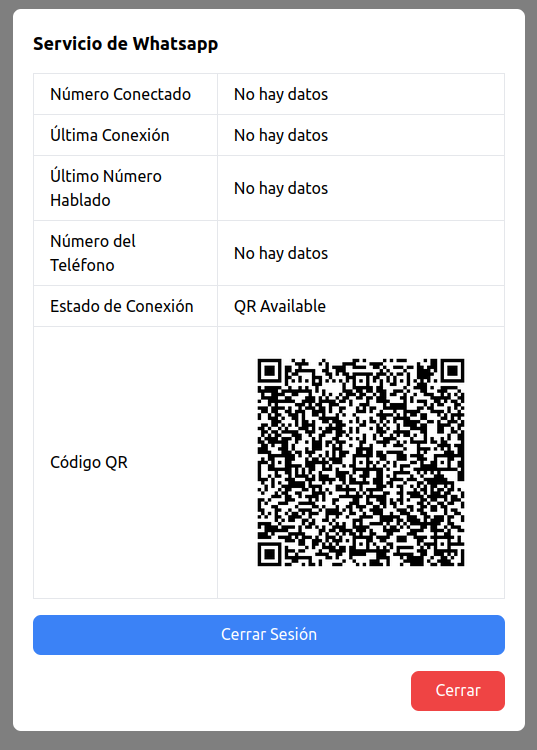 Servicio de Whatsapp
Número Conectado
No hay datos
Última Conexión
No hay datos
Último Número
Hablado
No hay datos
Número del
Teléfono
No hay datos
Estado de Conexión
QR Available
Código QR
Cerrar Sesión
Cerrar